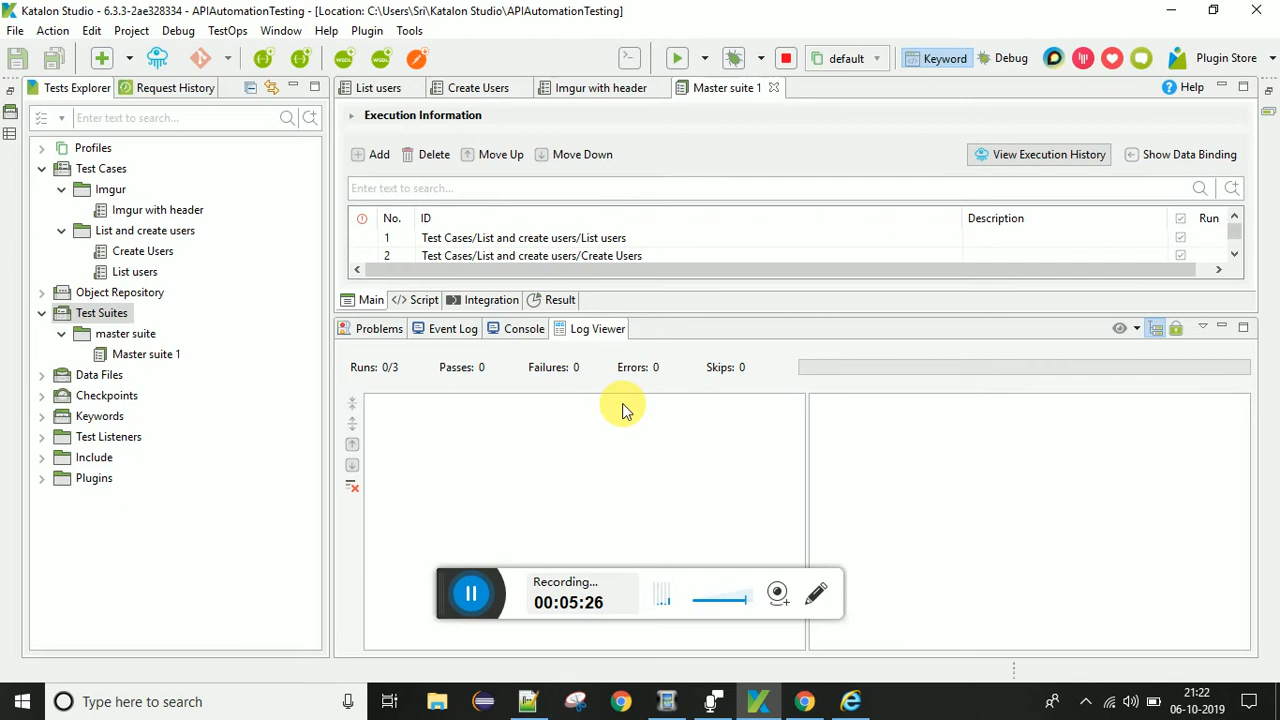 Katalon Studio - 6.3.3-2ae328334 - APIAutomationTesting - [Location: C:\Users\Sri\Katalon Studio\APIAutomationTesting]
File Action Edit Project Debug TestOps Window Help Plugin Tools
default Keyword Debug Plugin Store
Tests Explorer Request History
List users Create Users Imgur with header Master suite 1 Help
Enter text to search...
Profiles
Test Cases
Imgur
Imgur with header
List and create users
Create Users
List users
Object Repository
Test Suites
master suite
Master suite 1
Data Files
Checkpoints
Keywords
Test Listeners
Include
Plugins
Execution Information
Add Delete Move Up Move Down View Execution History Show Data Binding
Enter text to search...
No. ID Description Run
1 Test Cases/List and create users/List users
2 Test Cases/List and create users/Create Users
Main </> Script Integration Result
Problems Event Log Console Log Viewer
Runs: 0/3 Passes: 0 Failures: 0 Errors: 0 Skips: 0
Recording...
00:05:26
Type here to search
21:22
06-10-2019